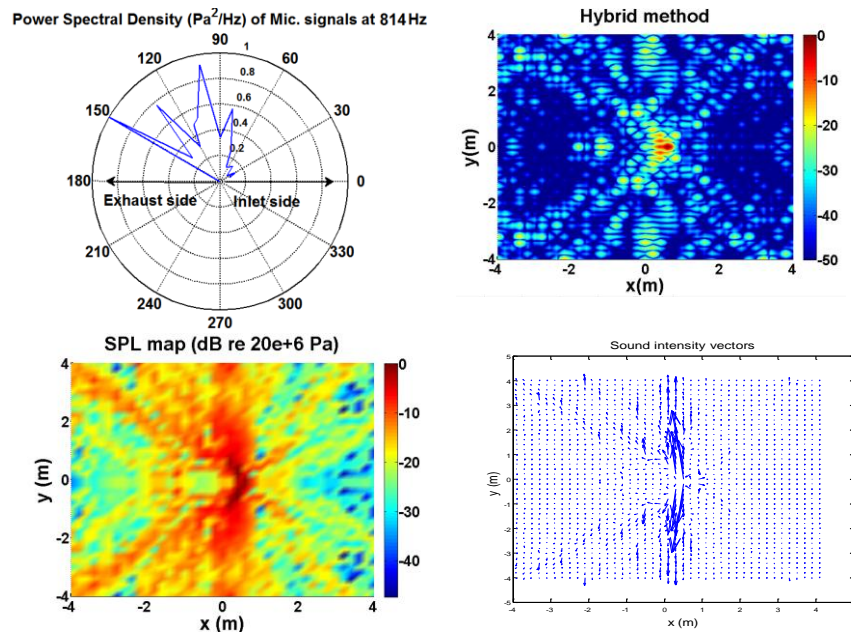 Power Spectral Density (Pa²/Hz) of Mic. signals at 814 Hz
90 1
120 60
0.8
0.6
150 0.4 30
0.2
180 0
Exhaust side Inlet side
210 330
240 300
270
Hybrid method
4
2
0
-2
-4
y(m)
-4 -2 0 2 4
x(m)
0
-10
-20
-30
-40
-50
SPL map (dB re 20e+6 Pa)
4
2
0
-2
-4
y (m)
-4 -2 0 2 4
x (m)
0
-10
-20
-30
-40
Sound intensity vectors
5
4
3
2
1
0
-1
-2
-3
-4
-5
y (m)
-4 -3 -2 -1 0 1 2 3 4
x (m)